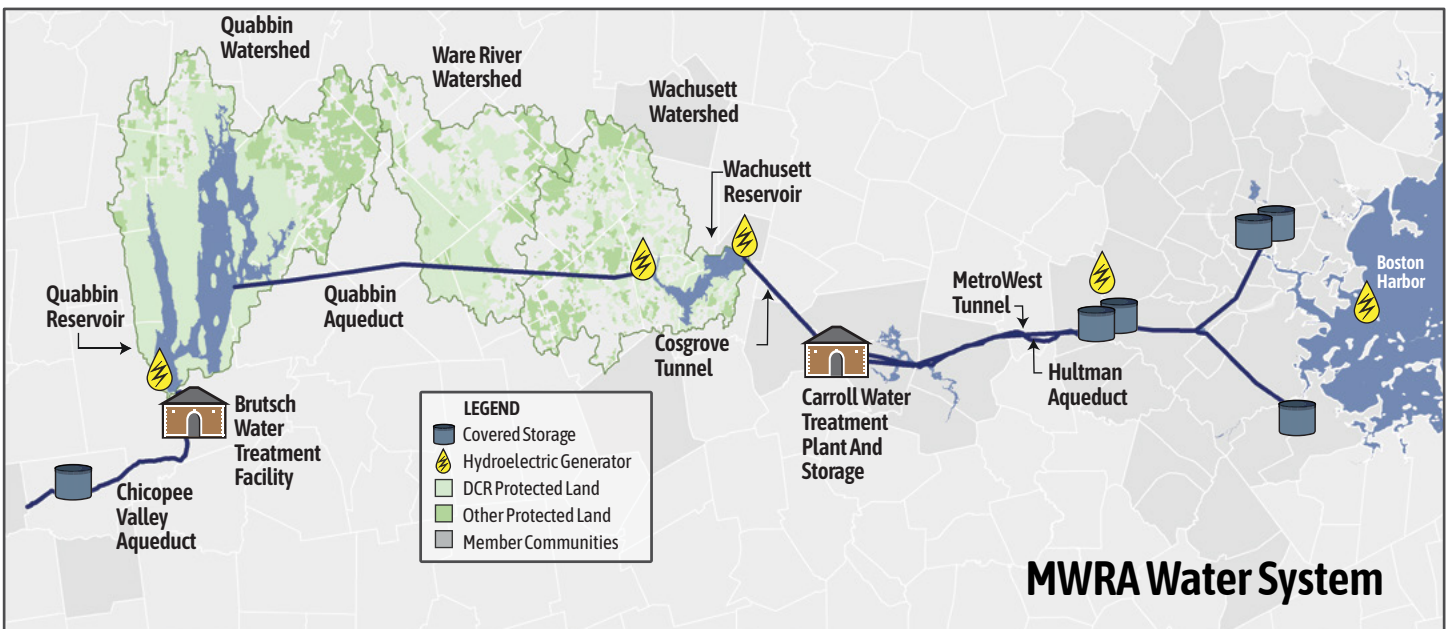 Quabbin
Watershed
Ware River
Watershed
Wachusett
Watershed
Wachusett
Reservoir
Quabbin
Reservoir
Quabbin
Aqueduct
Cosgrove
Tunnel
MetroWest
Tunnel
Hultman
Aqueduct
Boston
Harbor
Brutsch
Water
Treatment
Facility
Carroll Water
Treatment
Plant And
Storage
Chicopee
Valley
Aqueduct
LEGEND
Covered Storage
Hydroelectric Generator
DCR Protected Land
Other Protected Land
Member Communities
MWRA Water System